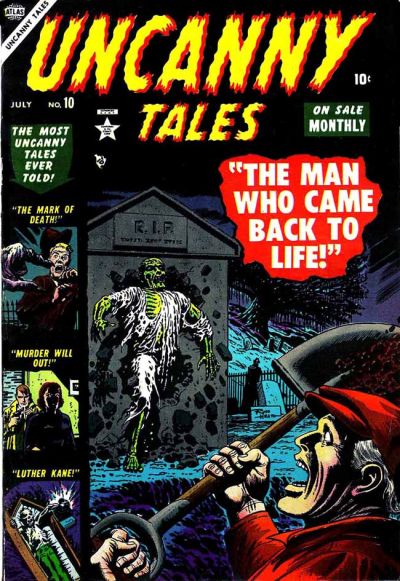 UNCANNY TALES
ATLAS
UNCANNY
TALES
10¢
JULY NO. 10
ON SALE
MONTHLY
THE MOST
UNCANNY
TALES
EVER
TOLD!
"THE MAN
WHO CAME
BACK TO
LIFE!"
"THE MARK OF
DEATH!"
R.I.P.
"MURDER WILL
OUT!"
"LUTHER KANE!"